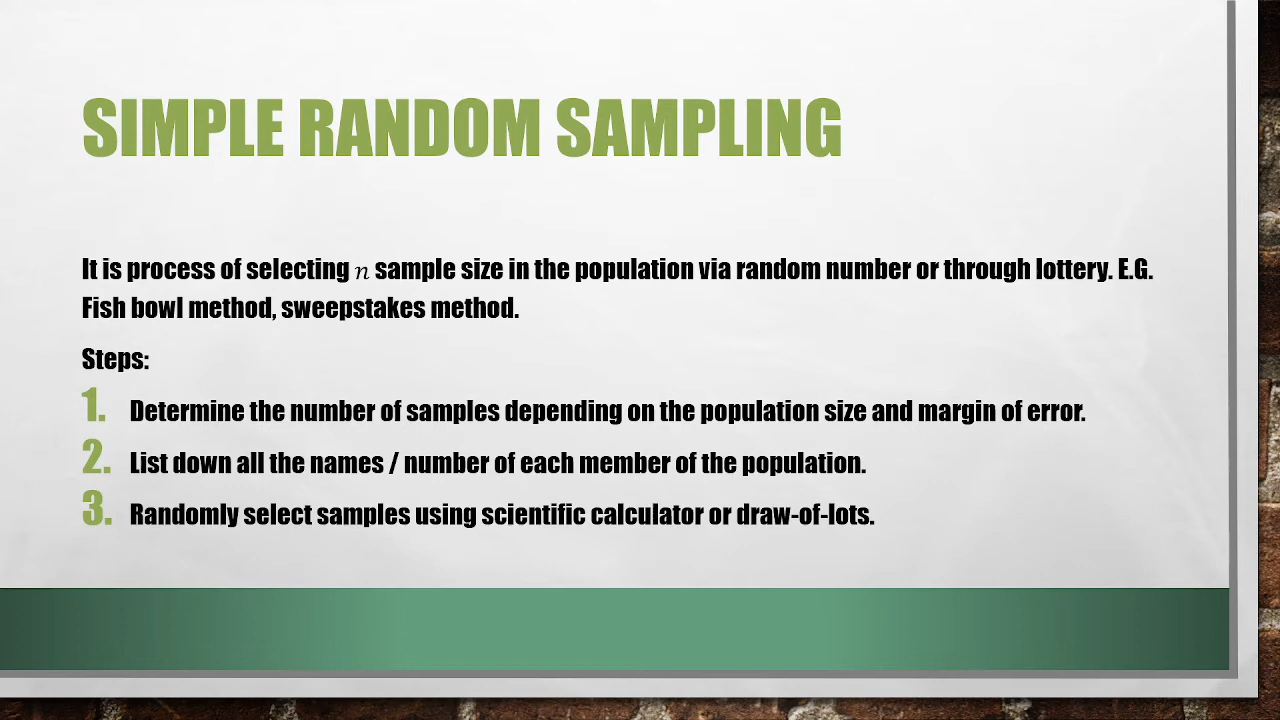 SIMPLE RANDOM SAMPLING
It is process of selecting n sample size in the population via random number or through lottery. E.G.
Fish bowl method, sweepstakes method.
Steps:
1. Determine the number of samples depending on the population size and margin of error.
2. List down all the names / number of each member of the population.
3. Randomly select samples using scientific calculator or draw-of-lots.